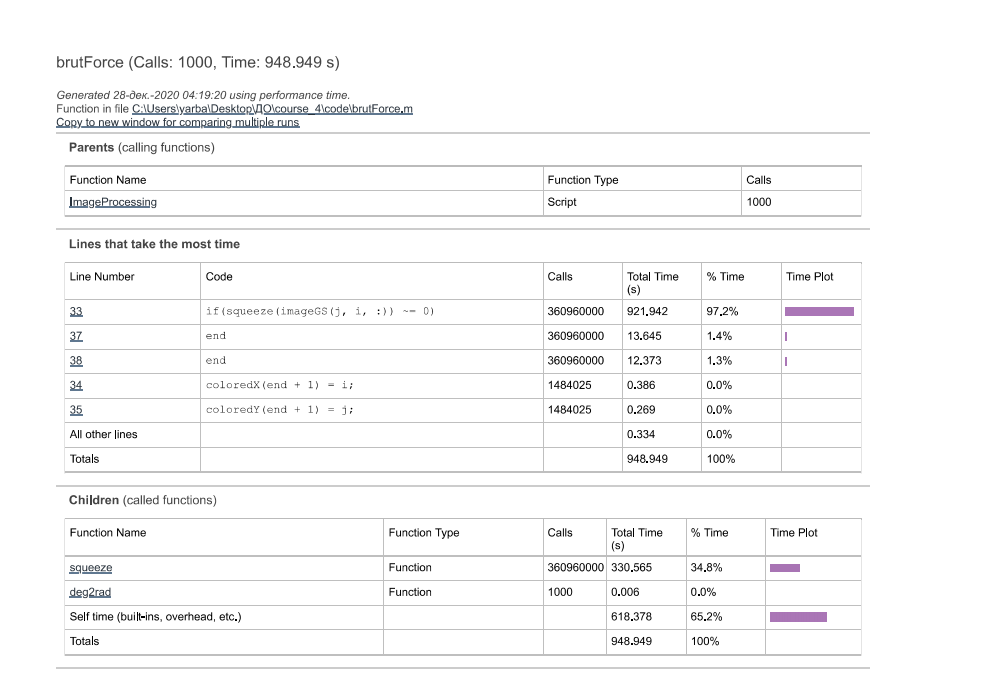 brutForce (Calls: 1000, Time: 948.949 s)
Generated 28-дек.-2020 04:19:20 using performance time.
Function in file C:\Users\yarba\Desktop\ДО\course_4\code\brutForce.m
Copy to new window for comparing multiple runs
Parents (calling functions)
Function Name Function Type Calls
ImageProcessing Script 1000
Lines that take the most time
Line Number Code Calls Total Time (s) % Time Time Plot
33 if(squeeze(imageGS(j, i, :)) ~= 0) 360960000 921.942 97.2%
37 end 360960000 13.645 1.4%
38 end 360960000 12.373 1.3%
34 coloredX(end + 1) = i; 1484025 0.386 0.0%
35 coloredY(end + 1) = j; 1484025 0.269 0.0%
All other lines 0.334 0.0%
Totals 948.949 100%
Children (called functions)
Function Name Function Type Calls Total Time (s) % Time Time Plot
squeeze Function 360960000 330.565 34.8%
deg2rad Function 1000 0.006 0.0%
Self time (built-ins, overhead, etc.) 618.378 65.2%
Totals 948.949 100%